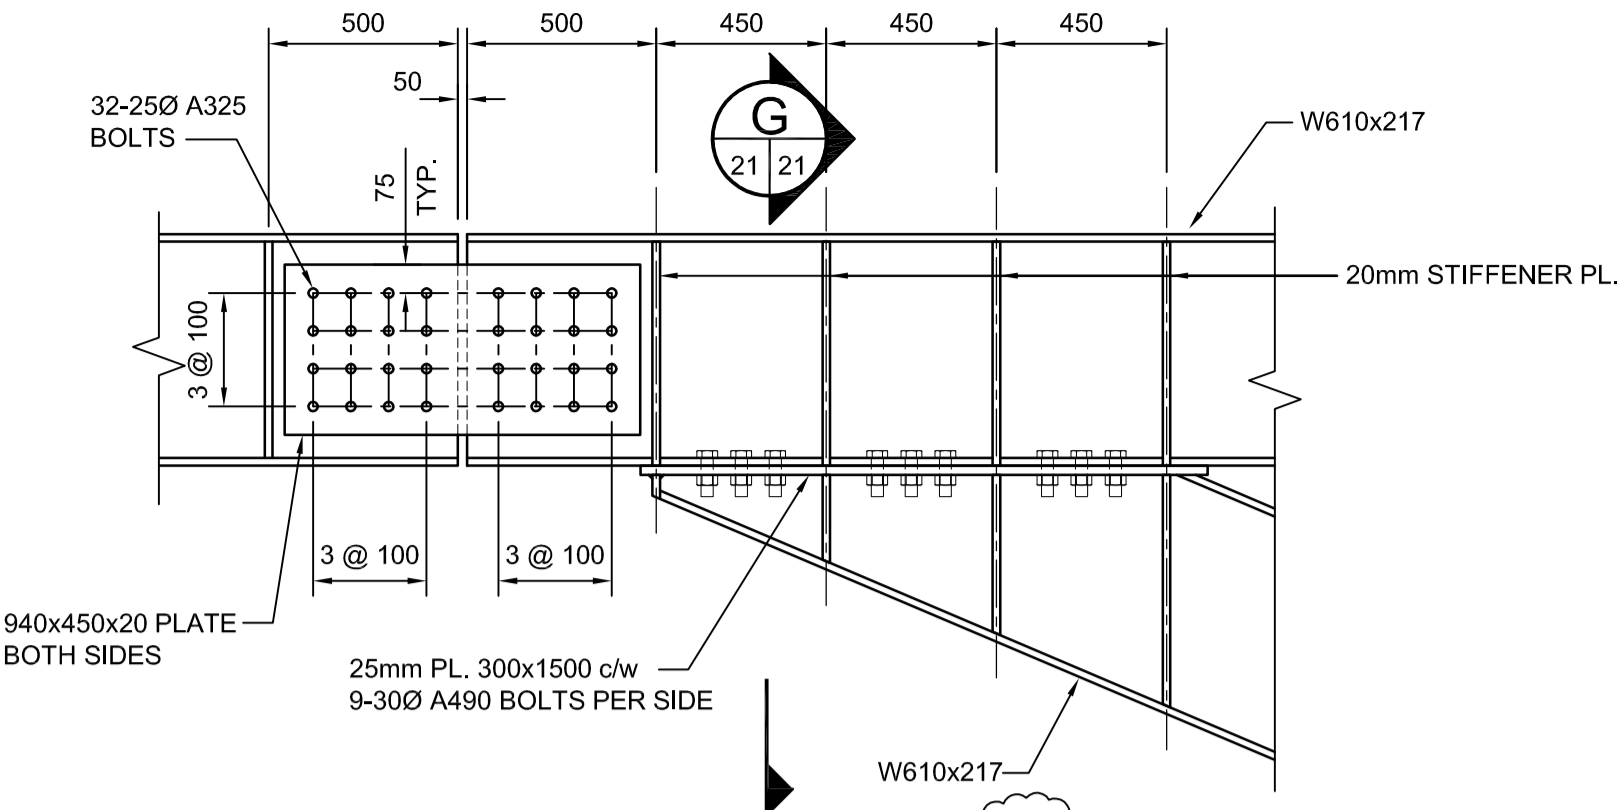 500
500
450
450
450
50
32-25Ø A325
BOLTS
75
TYP.
G
21
21
W610x217
20mm STIFFENER PL.
3 @ 100
3 @ 100
3 @ 100
940x450x20 PLATE
BOTH SIDES
25mm PL. 300x1500 c/w
9-30Ø A490 BOLTS PER SIDE
W610x217